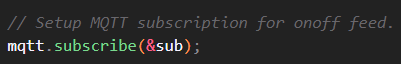 // Setup MQTT subscription for onoff feed.
mqtt.subscribe(&sub);